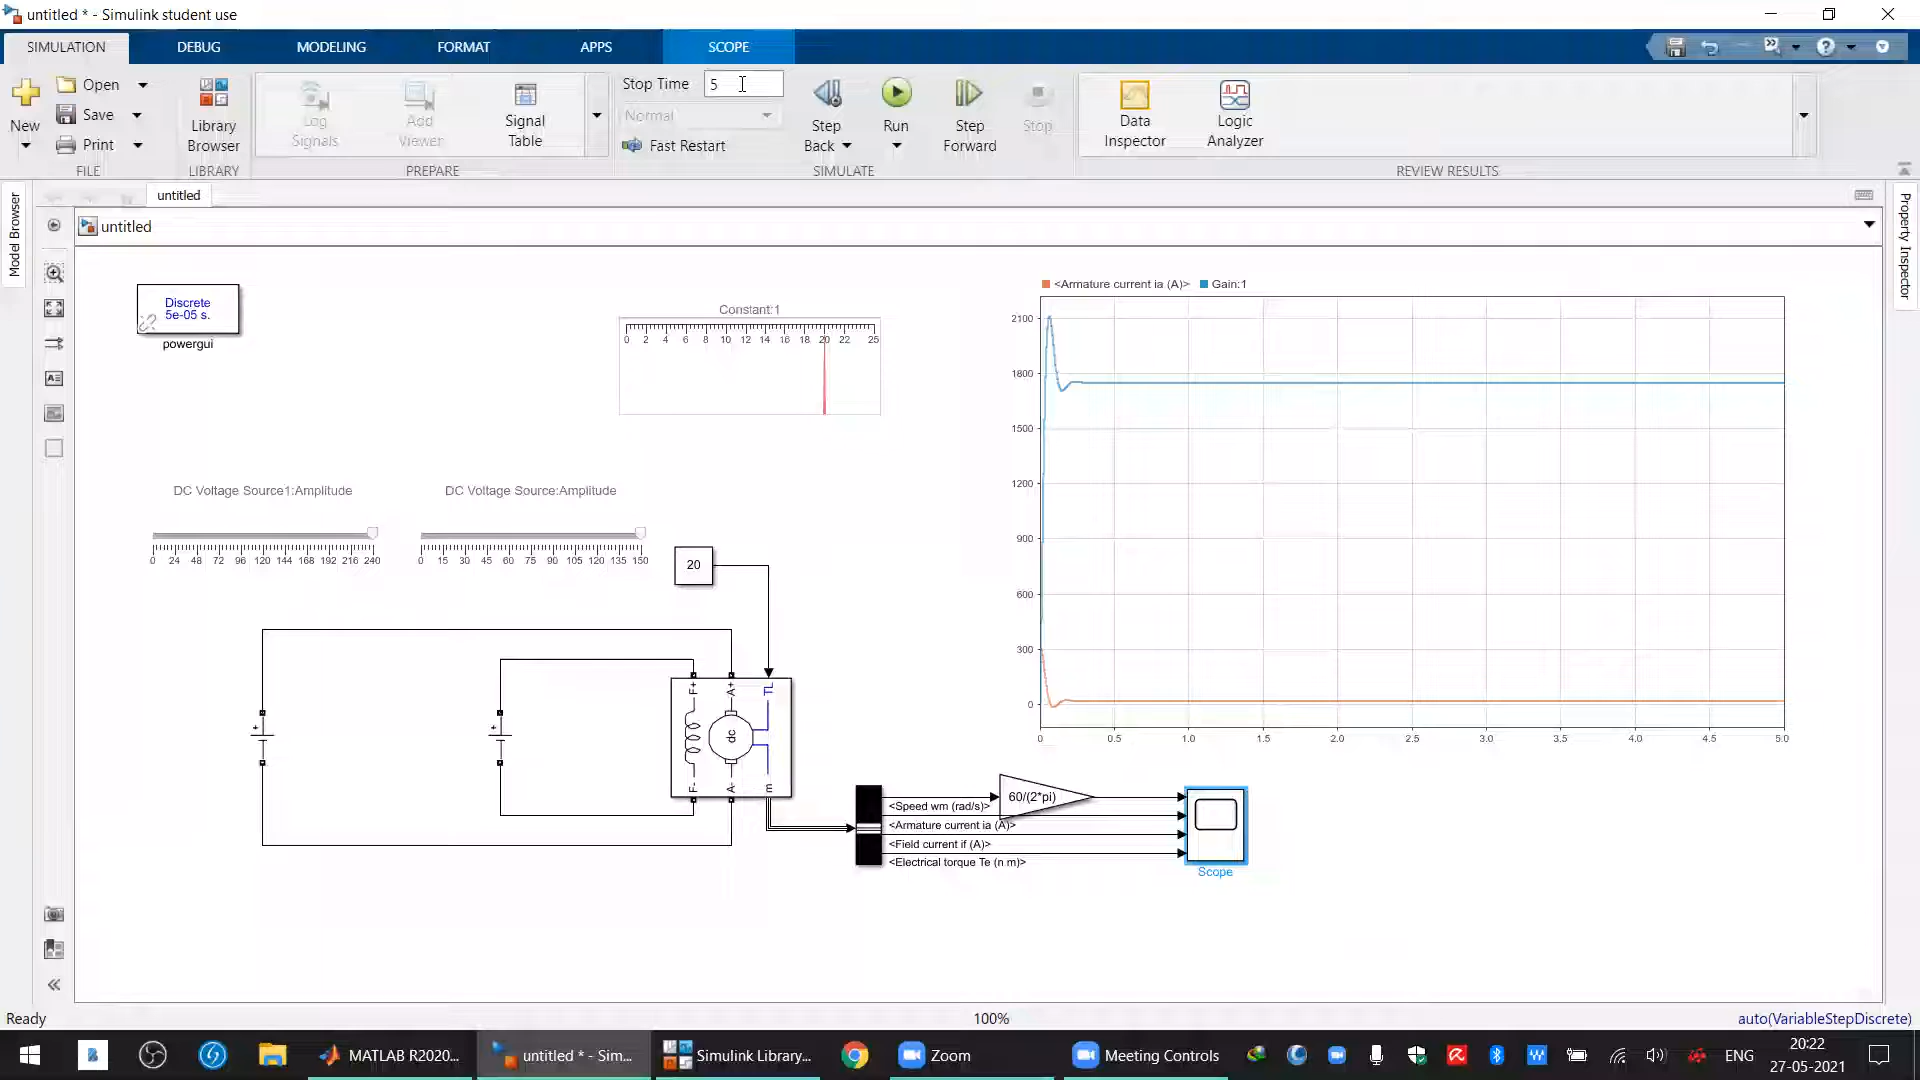 untitled * - Simulink student use
SIMULATION DEBUG MODELING FORMAT APPS SCOPE
New
Open
Save
Print
FILE
Library Browser
LIBRARY
Log Signals
Add Viewer
Signal Table
PREPARE
Stop Time 5
Normal
Fast Restart
Step Back
Run
Step Forward
Stop
SIMULATE
Data Inspector
Logic Analyzer
REVIEW RESULTS
Model Browser
untitled
untitled
Property Inspector
Discrete
5e-05 s.
powergui
Constant:1
0 2 4 6 8 10 12 14 16 18 20 22 25
<Armature current ia (A)> Gain:1
2100
1800
1500
1200
900
600
300
0
0 0.5 1.0 1.5 2.0 2.5 3.0 3.5 4.0 4.5 5.0
DC Voltage Source1:Amplitude
0 24 48 72 96 120 144 168 192 216 240
DC Voltage Source:Amplitude
0 15 30 45 60 75 90 105 120 135 150
20
F+ A+ TL
dc
F- A- m
+
+
60/(2*pi)
<Speed wm (rad/s)>
<Armature current ia (A)>
<Field current if (A)>
<Electrical torque Te (n m)>
Scope
Ready
100%
auto(VariableStepDiscrete)
MATLAB R2020...
untitled * - Sim...
Simulink Library...
Zoom
Meeting Controls
ENG
20:22
27-05-2021